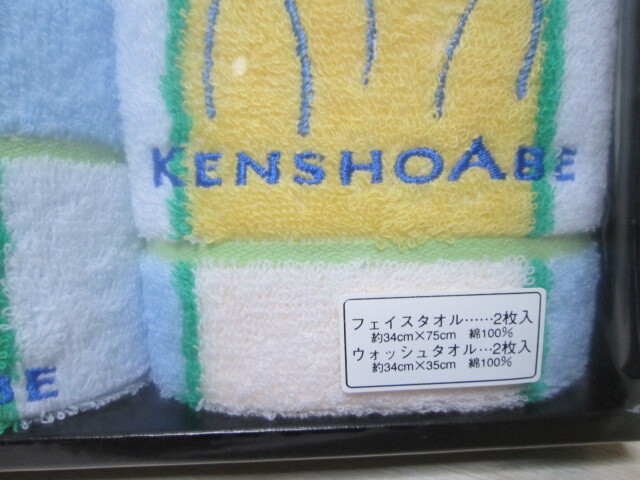 KENSHOABE
BE
フェイスタオル……2枚入
約34cm×75cm 綿100%
ウォッシュタオル…2枚入
約34cm×35cm 綿100%